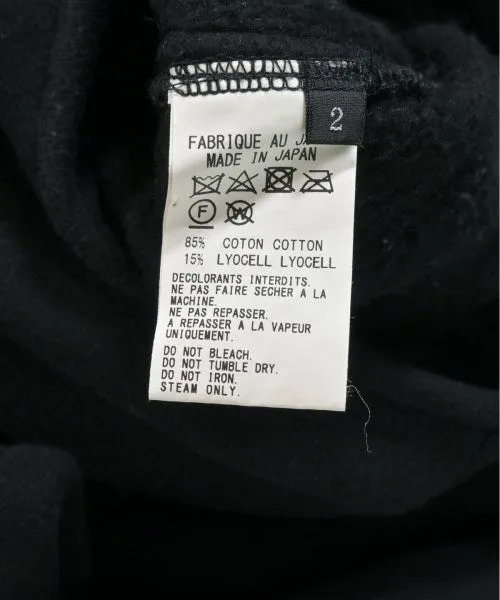 2
FABRIQUE AU
MADE IN JAPAN
F W
85% COTON COTTON
15% LYOCELL LYOCELL
DECOLORANTS INTERDITS.
NE PAS FAIRE SECHER A LA
MACHINE.
NE PAS REPASSER.
A REPASSER A LA VAPEUR
UNIQUEMENT.
DO NOT BLEACH.
DO NOT TUMBLE DRY.
DO NOT IRON.
STEAM ONLY.